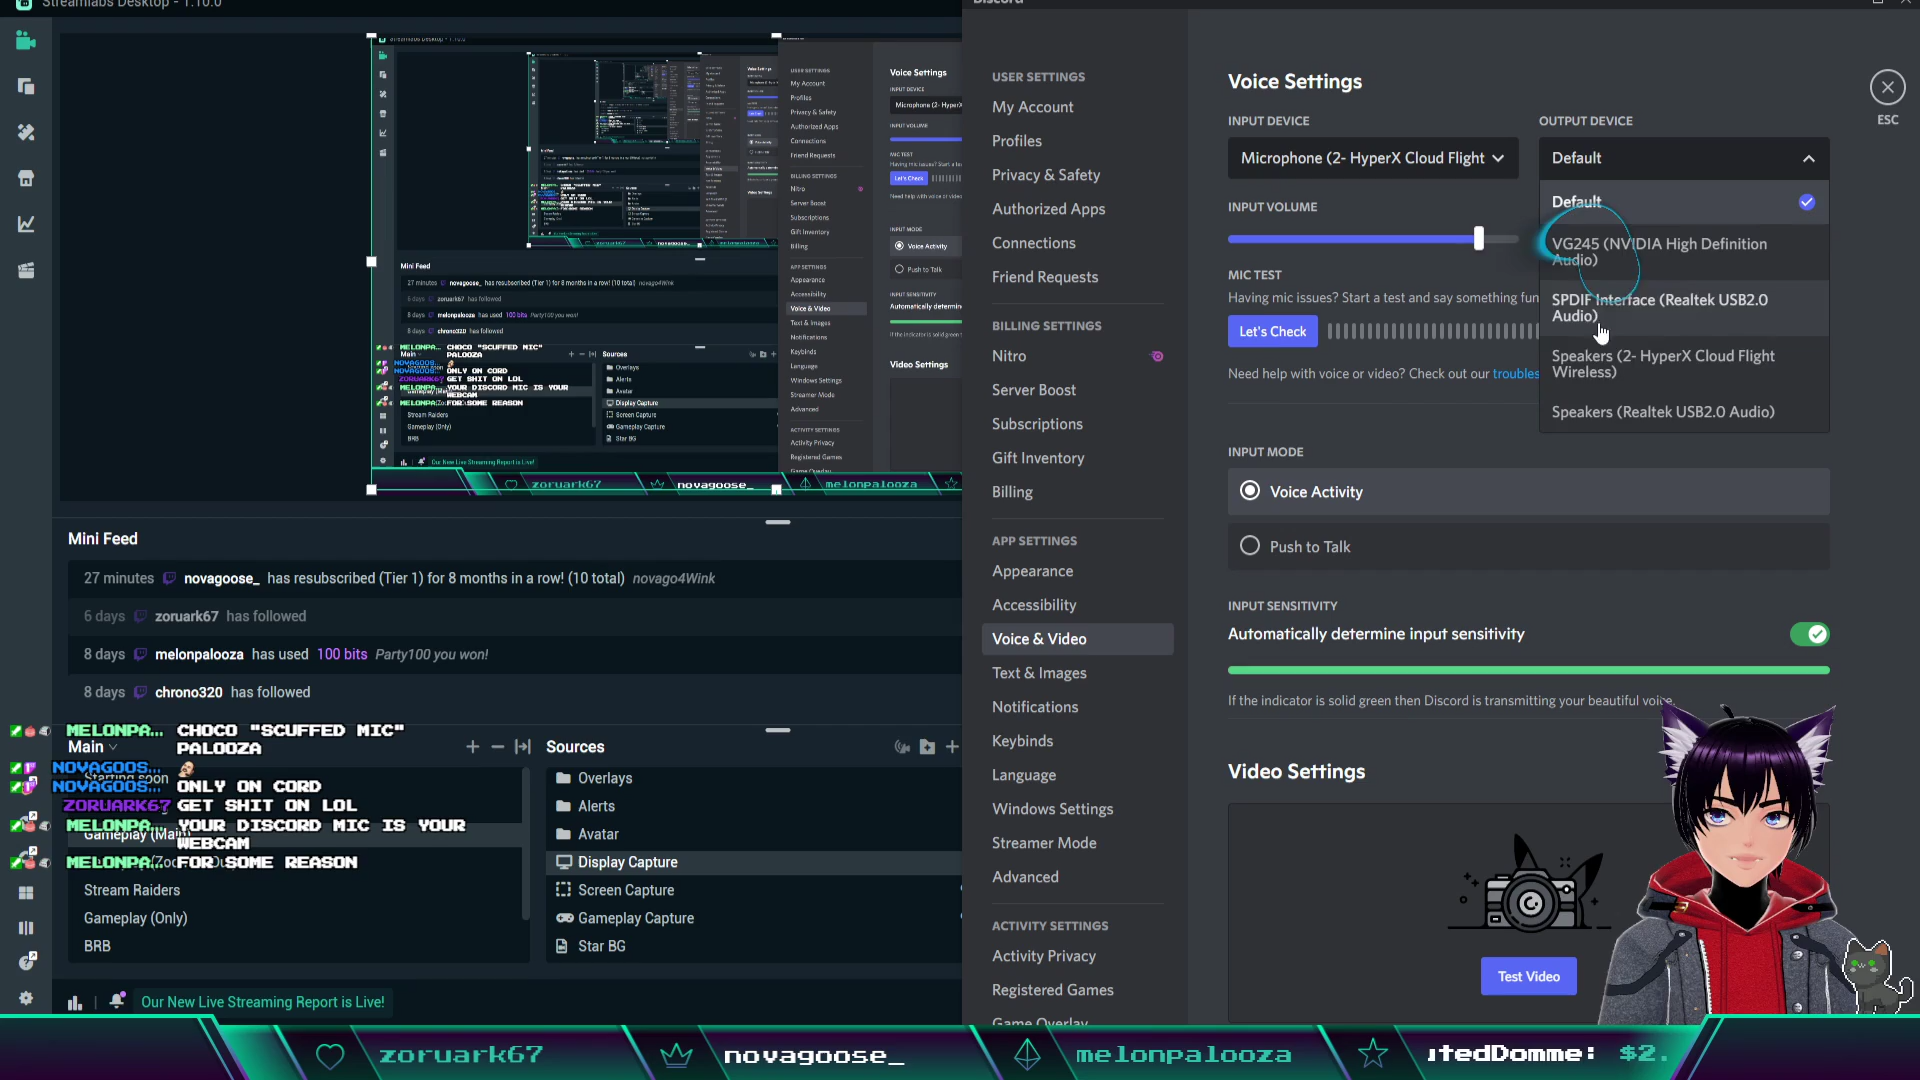 Streamlabs Desktop - 1.10.0
Discord
USER SETTINGS
My Account
Profiles
Privacy & Safety
Authorized Apps
Connections
Friend Requests
BILLING SETTINGS
Nitro
Server Boost
Subscriptions
Gift Inventory
Billing
APP SETTINGS
Appearance
Accessibility
Voice & Video
Text & Images
Notifications
Keybinds
Language
Windows Settings
Streamer Mode
Advanced
ACTIVITY SETTINGS
Activity Privacy
Registered Games
Game Overlay
Voice Settings
ESC
INPUT DEVICE
Microphone (2- HyperX Cloud Flight
OUTPUT DEVICE
Default
Default
VG245 (NVIDIA High Definition
Audio)
SPDIF Interface (Realtek USB2.0
Audio)
Speakers (2- HyperX Cloud Flight
Wireless)
Speakers (Realtek USB2.0 Audio)
INPUT VOLUME
MIC TEST
Having mic issues? Start a test and say something fun
Let's Check
Need help with voice or video? Check out our troubles
INPUT MODE
Voice Activity
Push to Talk
INPUT SENSITIVITY
Automatically determine input sensitivity
If the indicator is solid green then Discord is transmitting your beautiful voice.
Video Settings
Test Video
Mini Feed
27 minutes novagoose_ has resubscribed (Tier 1) for 8 months in a row! (10 total) novago4Wink
6 days zoruark67 has followed
8 days melonpalooza has used 100 bits Party100 you won!
8 days chrono320 has followed
MELONPA... CHOCO "SCUFFED MIC"
PALOOZA
NOVAGOOS...
NOVAGOOS... ONLY ON CORD
ZORUARK67 GET SHIT ON LOL
MELONPA... YOUR DISCORD MIC IS YOUR
WEBCAM
MELONPA... FOR SOME REASON
Main
Starting soon
Gameplay (Main)
Stream Raiders
Gameplay (Only)
BRB
Sources
Overlays
Alerts
Avatar
Display Capture
Screen Capture
Gameplay Capture
Star BG
Our New Live Streaming Report is Live!
zoruark67
novagoose_
melonpalooza
tedDomme: $2.